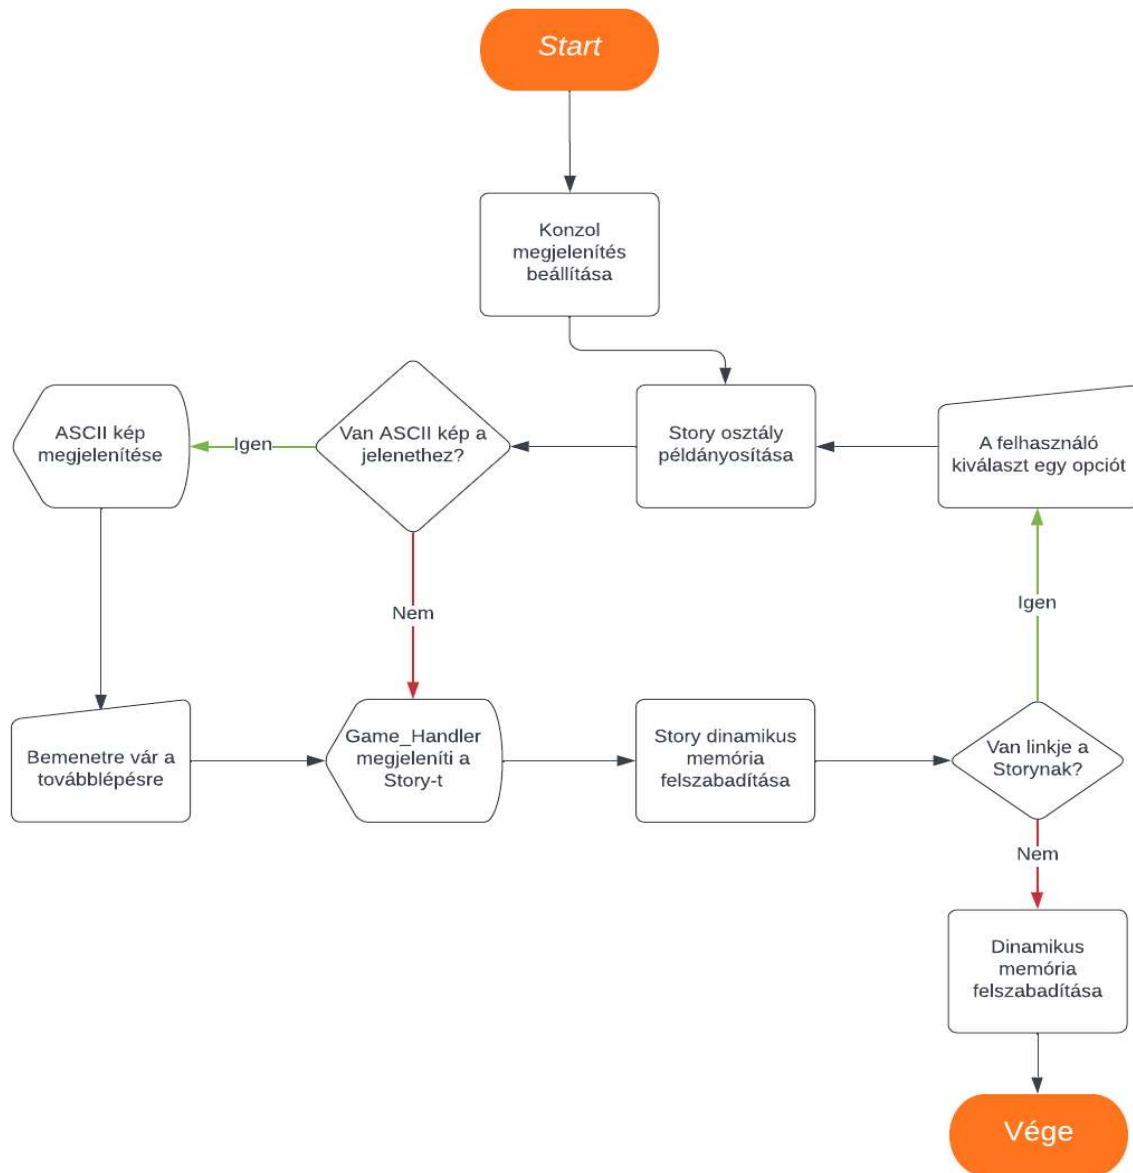 Start
Konzol
megjelenítés
beállítása
Story osztály
példányosítása
Van ASCII kép a
jelenethez?
Igen
ASCII kép
megjelenítése
Bemenetre vár a
továbblépésre
Nem
Game_Handler
megjeleníti a
Story-t
Story dinamikus
memória
felszabadítása
Van linkje a
Storynak?
Igen
A felhasználó
kiválaszt egy opciót
Nem
Dinamikus
memória
felszabadítása
Vége